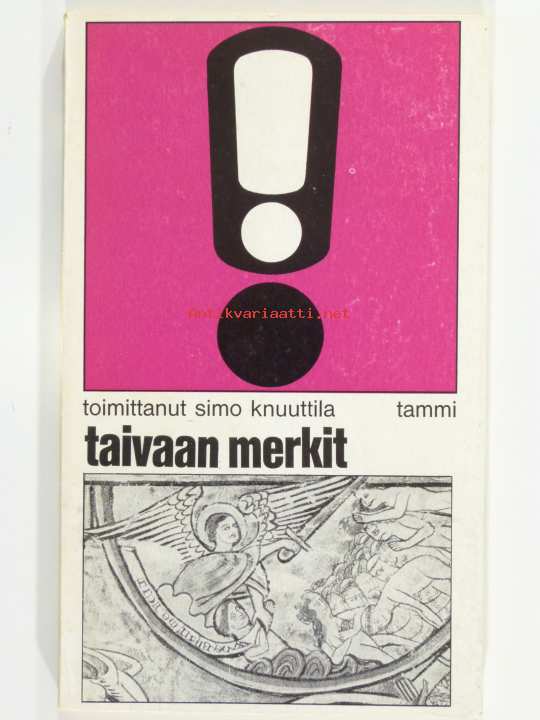 Antikvariaatti.net
toimittanut simo knuuttila tammi
taivaan merkit